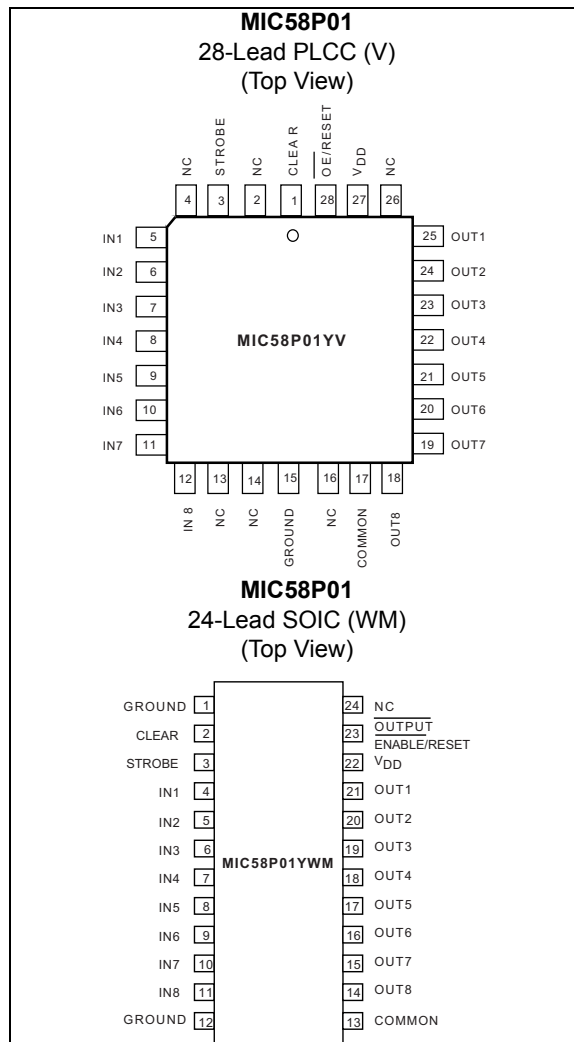 MIC58P01
28-Lead PLCC (V)
(Top View)
NC
STROBE
NC
CLEA R
OE/RESET
VDD
NC
4 3 2 1 28 27 26
IN1 5 25 OUT1
IN2 6 24 OUT2
IN3 7 23 OUT3
IN4 8 MIC58P01YV 22 OUT4
IN5 9 21 OUT5
IN6 10 20 OUT6
IN7 11 19 OUT7
12 13 14 15 16 17 18
IN 8
NC
NC
GROUND
NC
COMMON
OUT8
MIC58P01
24-Lead SOIC (WM)
(Top View)
GROUND 1 24 NC
CLEAR 2 23 OUTPUT
ENABLE/RESET
STROBE 3 22 VDD
IN1 4 21 OUT1
IN2 5 20 OUT2
IN3 6 19 OUT3
IN4 7 MIC58P01YWM 18 OUT4
IN5 8 17 OUT5
IN6 9 16 OUT6
IN7 10 15 OUT7
IN8 11 14 OUT8
GROUND 12 13 COMMON